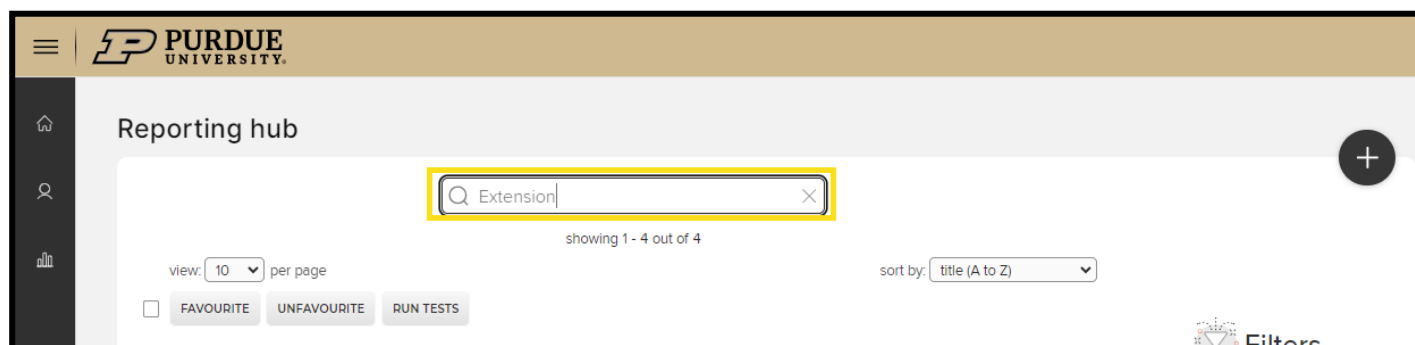 PURDUE
UNIVERSITY®
Reporting hub
Extension
showing 1 - 4 out of 4
view: 10 per page
sort by: title (A to Z)
FAVOURITE UNFAVOURITE RUN TESTS
Filters